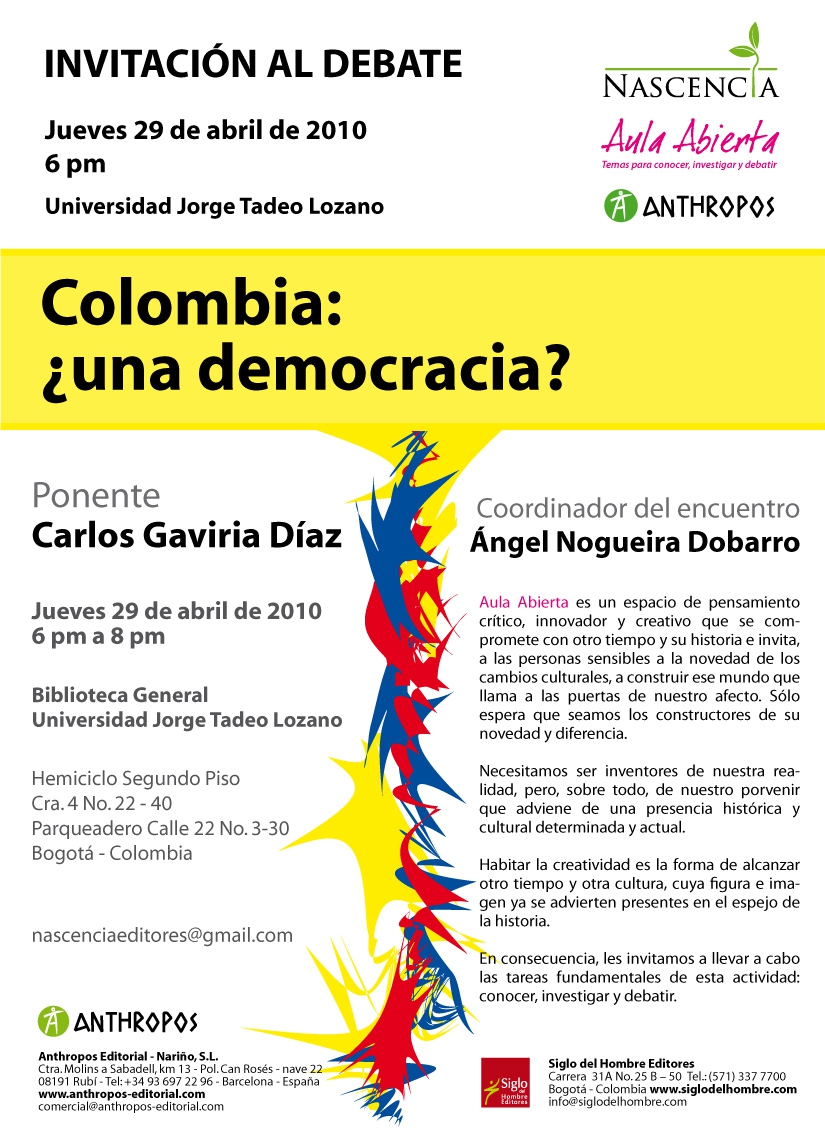 INVITACIÓN AL DEBATE
Jueves 29 de abril de 2010
6 pm
Universidad Jorge Tadeo Lozano
NASCENCIA
Aula Abierta
Temas para conocer, investigar y debatir
ANTHROPOS
Colombia:
¿una democracia?
Ponente
Carlos Gaviria Díaz
Jueves 29 de abril de 2010
6 pm a 8 pm
Biblioteca General
Universidad Jorge Tadeo Lozano
Hemiciclo Segundo Piso
Cra. 4 No. 22 - 40
Parqueadero Calle 22 No. 3-30
Bogotá - Colombia
nascenciaeditores@gmail.com
Coordinador del encuentro
Ángel Nogueira Dobarro
Aula Abierta es un espacio de pensamiento
crítico, innovador y creativo que se com-
promete con otro tiempo y su historia e invita,
a las personas sensibles a la novedad de los
cambios culturales, a construir ese mundo que
llama a las puertas de nuestro afecto. Sólo
espera que seamos los constructores de su
novedad y diferencia.
Necesitamos ser inventores de nuestra rea-
lidad, pero, sobre todo, de nuestro porvenir
que adviene de una presencia histórica y
cultural determinada y actual.
Habitar la creatividad es la forma de alcanzar
otro tiempo y otra cultura, cuya figura e ima-
gen ya se advierten presentes en el espejo de
la historia.
En consecuencia, les invitamos a llevar a cabo
las tareas fundamentales de esta actividad:
conocer, investigar y debatir.
ANTHROPOS
Anthropos Editorial - Nariño, S.L.
Ctra. Molins a Sabadell, km 13 - Pol. Can Rosés - nave 22
08191 Rubí - Tel: +34 93 697 22 96 - Barcelona - España
www.anthropos-editorial.com
comercial@anthropos-editorial.com
Siglo
del
Hombre
Editores
Siglo del Hombre Editores
Carrera 31A No. 25 B – 50 Tel.: (571) 337 7700
Bogotá - Colombia www.siglodelhombre.com
info@siglodelhombre.com